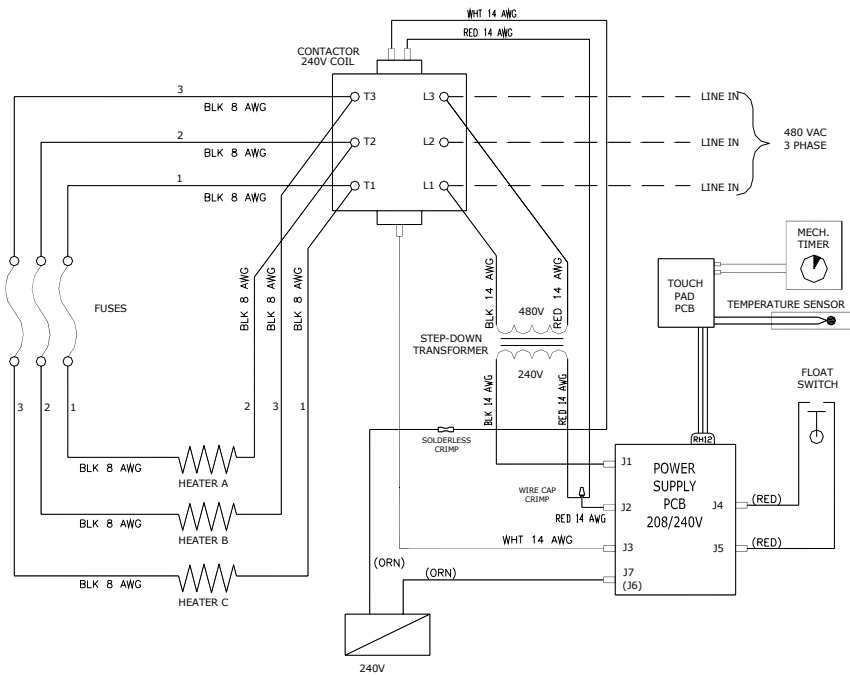 WHT 14 AWG
RED 14 AWG
CONTACTOR
240V COIL
3
BLK 8 AWG
T3
L3
LINE IN
2
BLK 8 AWG
T2
L2
LINE IN
480 VAC
3 PHASE
1
BLK 8 AWG
T1
L1
LINE IN
MECH.
TIMER
TOUCH
PAD
PCB
TEMPERATURE SENSOR
FUSES
BLK 8 AWG
BLK 8 AWG
BLK 8 AWG
BLK 14 AWG
RED 14 AWG
480V
STEP-DOWN
TRANSFORMER
240V
BLK 14 AWG
RED 14 AWG
FLOAT
SWITCH
3
2
1
2
3
1
SOLDERLESS
CRIMP
RH12
BLK 8 AWG
HEATER A
J1
POWER
SUPPLY
PCB
208/240V
WIRE CAP
CRIMP
J2
RED 14 AWG
J4
(RED)
BLK 8 AWG
HEATER B
WHT 14 AWG
J3
J5
(RED)
(ORN)
(ORN)
J7
(J6)
BLK 8 AWG
HEATER C
240V